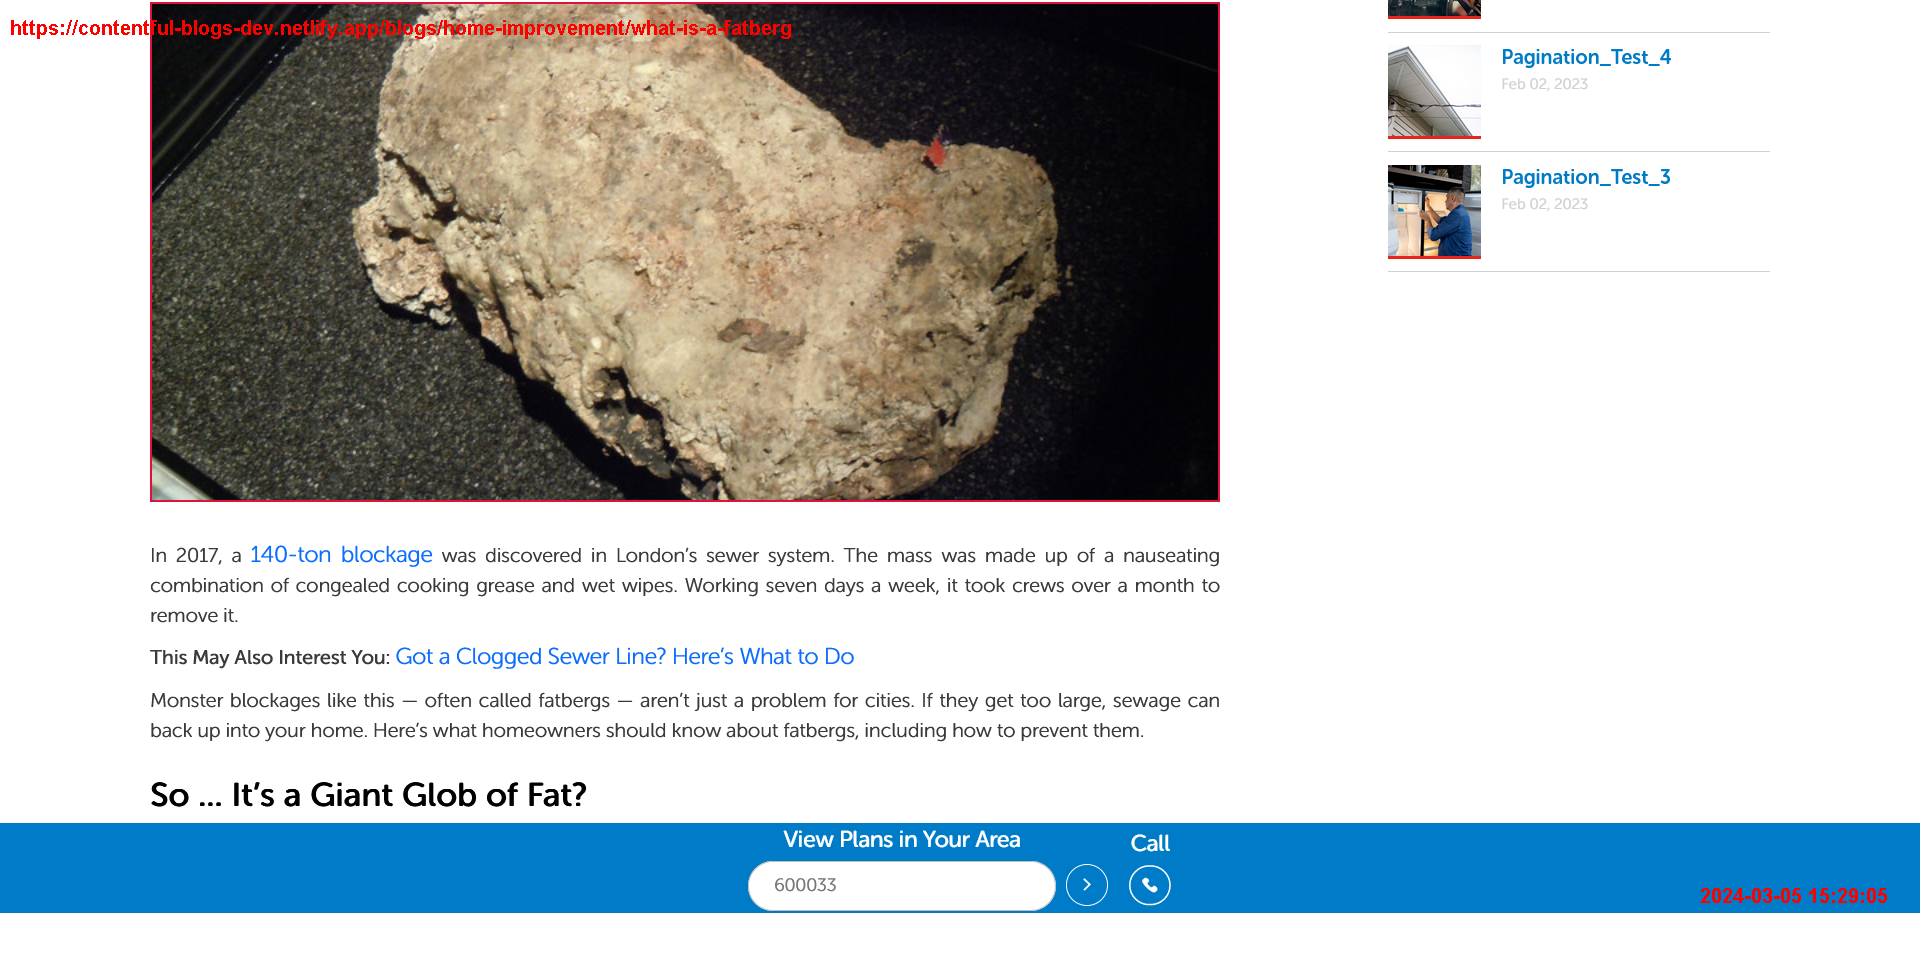 https://contentful-blogs-dev.netlify.app/blogs/home-improvement/what-is-a-fatberg
Pagination_Test_4
Feb 02, 2023
Pagination_Test_3
Feb 02, 2023
In 2017, a 140-ton blockage was discovered in London’s sewer system. The mass was made up of a nauseating
combination of congealed cooking grease and wet wipes. Working seven days a week, it took crews over a month to
remove it.
This May Also Interest You: Got a Clogged Sewer Line? Here’s What to Do
Monster blockages like this — often called fatbergs — aren’t just a problem for cities. If they get too large, sewage can
back up into your home. Here’s what homeowners should know about fatbergs, including how to prevent them.
So ... It’s a Giant Glob of Fat?
View Plans in Your Area
Call
600033
2024-03-05 15:29:05